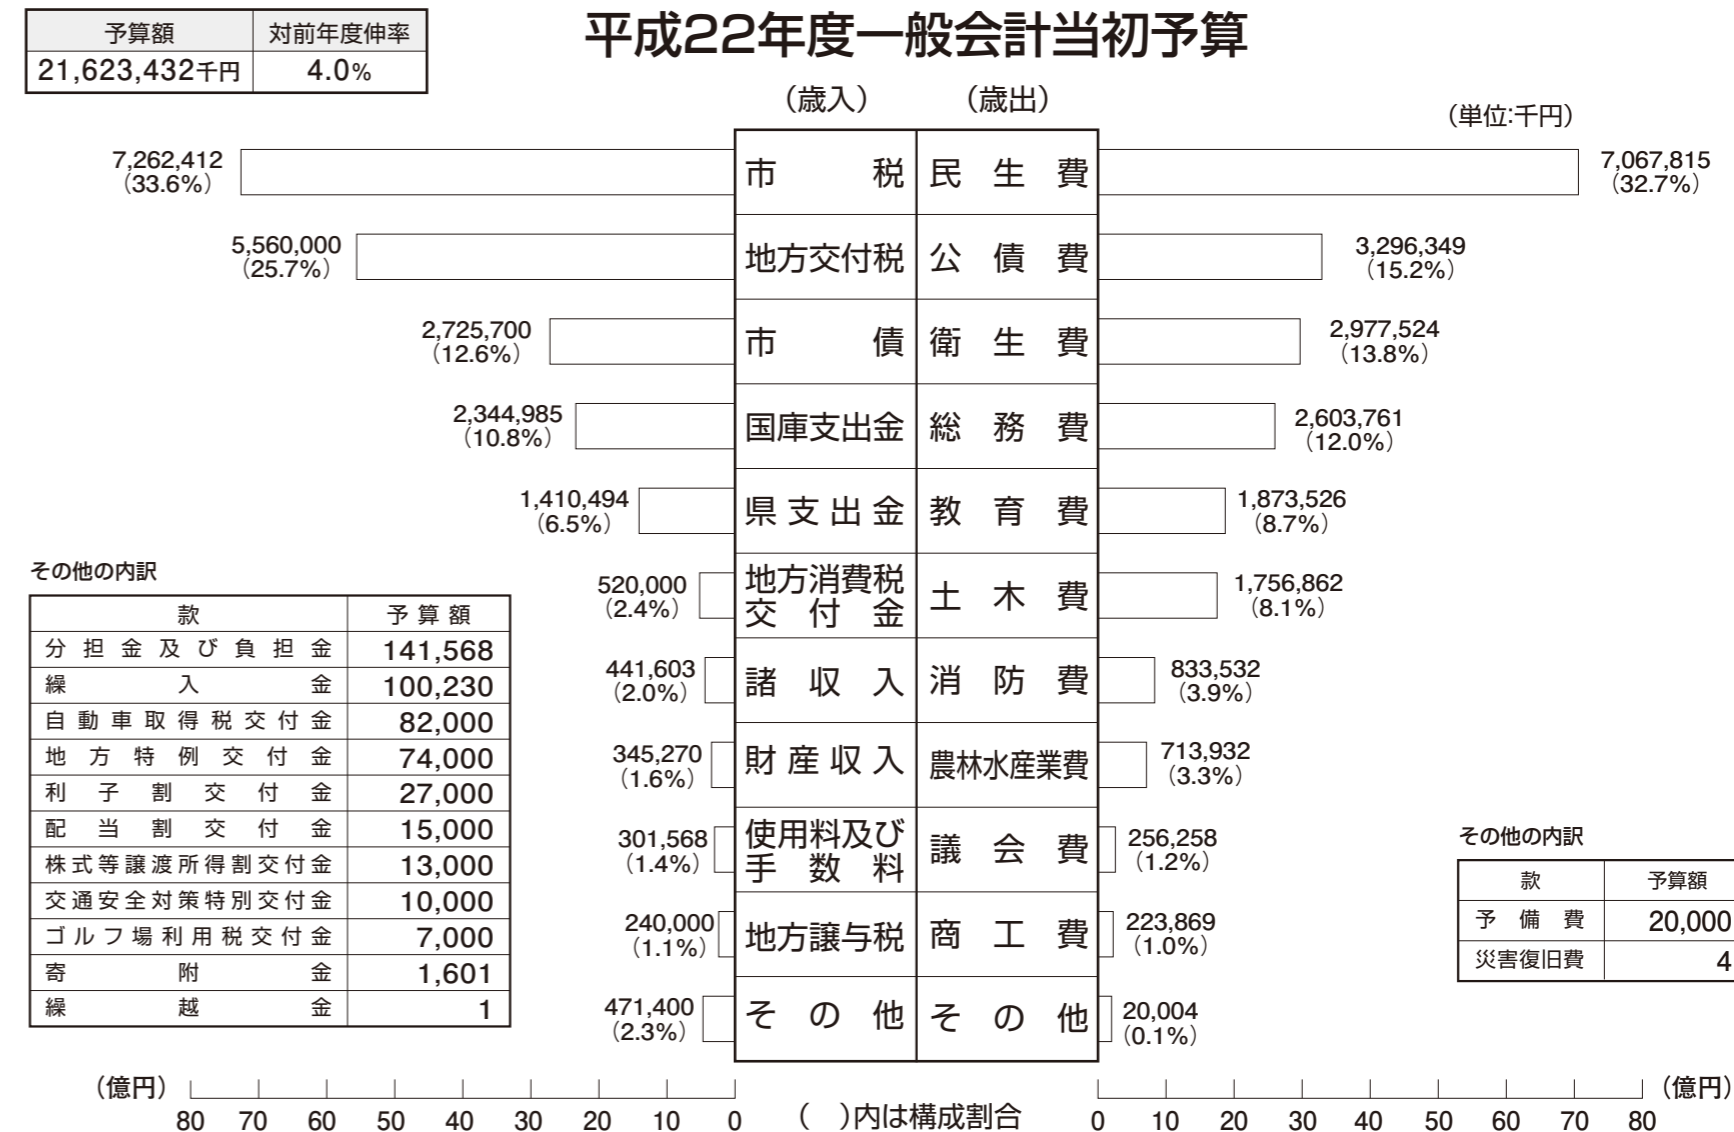 平成22年度一般会計当初予算
予算額 対前年度伸率
21,623,432千円 4.0%
（歳入） （歳出）
（単位:千円）
7,262,412
（33.6%）
市税 民生費
7,067,815
（32.7%）
5,560,000
（25.7%）
地方交付税 公債費
3,296,349
（15.2%）
2,725,700
（12.6%）
市債 衛生費
2,977,524
（13.8%）
2,344,985
（10.8%）
国庫支出金 総務費
2,603,761
（12.0%）
1,410,494
（6.5%）
県支出金 教育費
1,873,526
（8.7%）
520,000
（2.4%）
地方消費税
交付金
土木費
1,756,862
（8.1%）
441,603
（2.0%）
諸収入 消防費
833,532
（3.9%）
345,270
（1.6%）
財産収入 農林水産業費
713,932
（3.3%）
301,568
（1.4%）
使用料及び
手数料
議会費
256,258
（1.2%）
240,000
（1.1%）
地方譲与税 商工費
223,869
（1.0%）
471,400
（2.3%）
その他 その他
20,004
（0.1%）
その他の内訳
款 予算額
分担金及び負担金 141,568
繰入金 100,230
自動車取得税交付金 82,000
地方特例交付金 74,000
利子割交付金 27,000
配当割交付金 15,000
株式等譲渡所得割交付金 13,000
交通安全対策特別交付金 10,000
ゴルフ場利用税交付金 7,000
寄附金 1,601
繰越金 1
その他の内訳
款 予算額
予備費 20,000
災害復旧費 4
（億円）
80 70 60 50 40 30 20 10 0
（ ）内は構成割合
0 10 20 30 40 50 60 70 80
（億円）